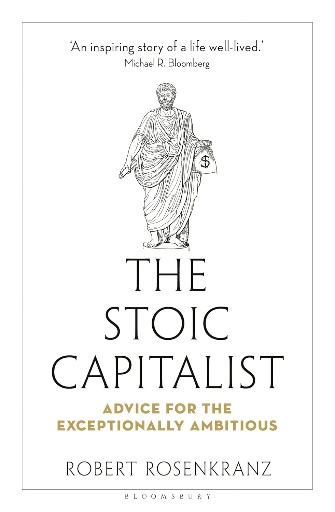 ‘An inspiring story of a life well-lived.’
Michael R. Bloomberg
$
THE
STOIC
CAPITALIST
ADVICE FOR THE
EXCEPTIONALLY AMBITIOUS
ROBERT ROSENKRANZ
BLOOMSBURY